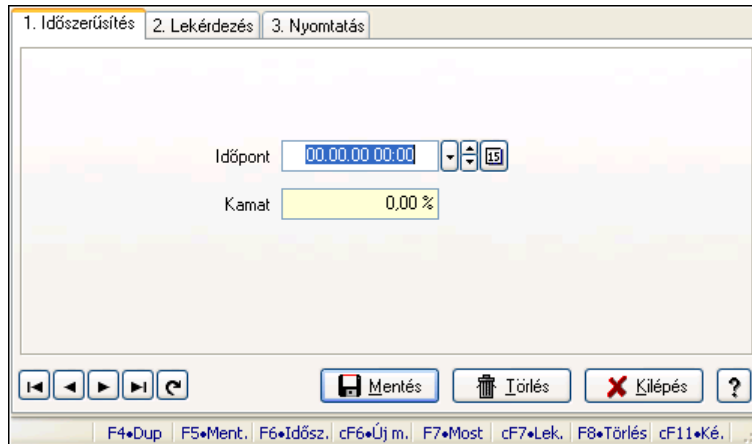 1. Időszerűsítés 2. Lekérdezés 3. Nyomtatás
Időpont 00.00.00 00:00 15
Kamat 0,00 %
Mentés Törlés Kilépés ?
F4•Dup F5•Ment. F6•Idősz. cF6•Új m. F7•Most cF7•Lek. F8•Törlés cF11•Ké.